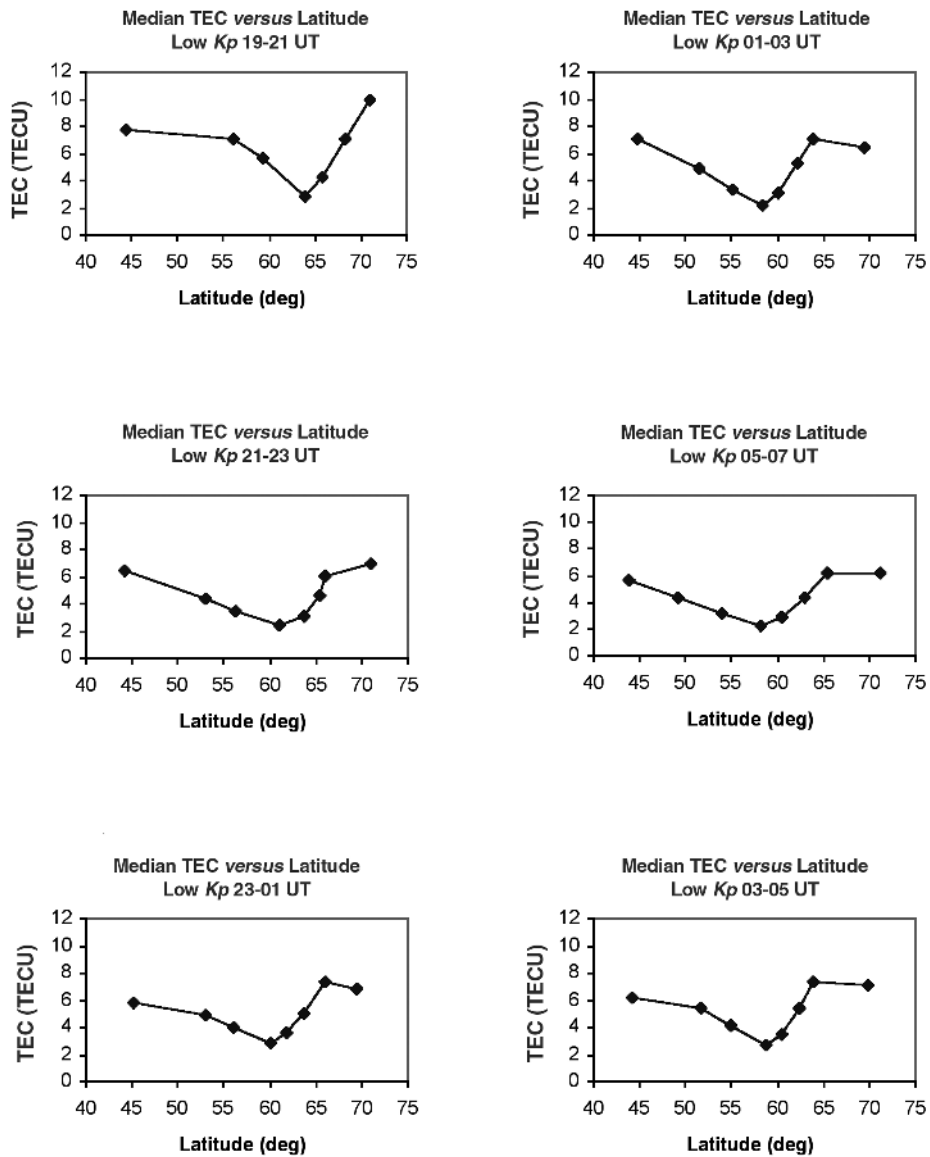 Median TEC versus Latitude
Low Kp 19-21 UT
12
10
8
6
4
2
0
TEC (TECU)
40 45 50 55 60 65 70 75
Latitude (deg)
Median TEC versus Latitude
Low Kp 01-03 UT
12
10
8
6
4
2
0
TEC (TECU)
40 45 50 55 60 65 70 75
Latitude (deg)
Median TEC versus Latitude
Low Kp 21-23 UT
12
10
8
6
4
2
0
TEC (TECU)
40 45 50 55 60 65 70 75
Latitude (deg)
Median TEC versus Latitude
Low Kp 05-07 UT
12
10
8
6
4
2
0
TEC (TECU)
40 45 50 55 60 65 70 75
Latitude (deg)
Median TEC versus Latitude
Low Kp 23-01 UT
12
10
8
6
4
2
0
TEC (TECU)
40 45 50 55 60 65 70 75
Latitude (deg)
Median TEC versus Latitude
Low Kp 03-05 UT
12
10
8
6
4
2
0
TEC (TECU)
40 45 50 55 60 65 70 75
Latitude (deg)